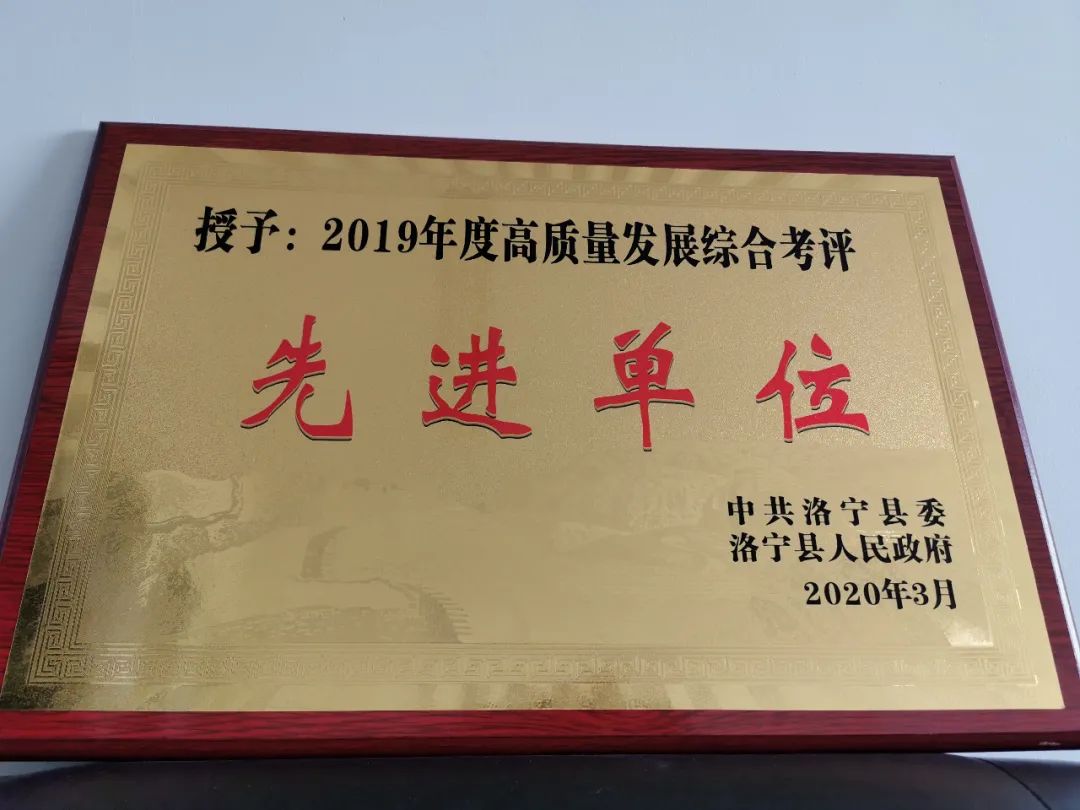 授予：2019年度高质量发展综合考评
先进单位
中共洛宁县委
洛宁县人民政府
2020年3月